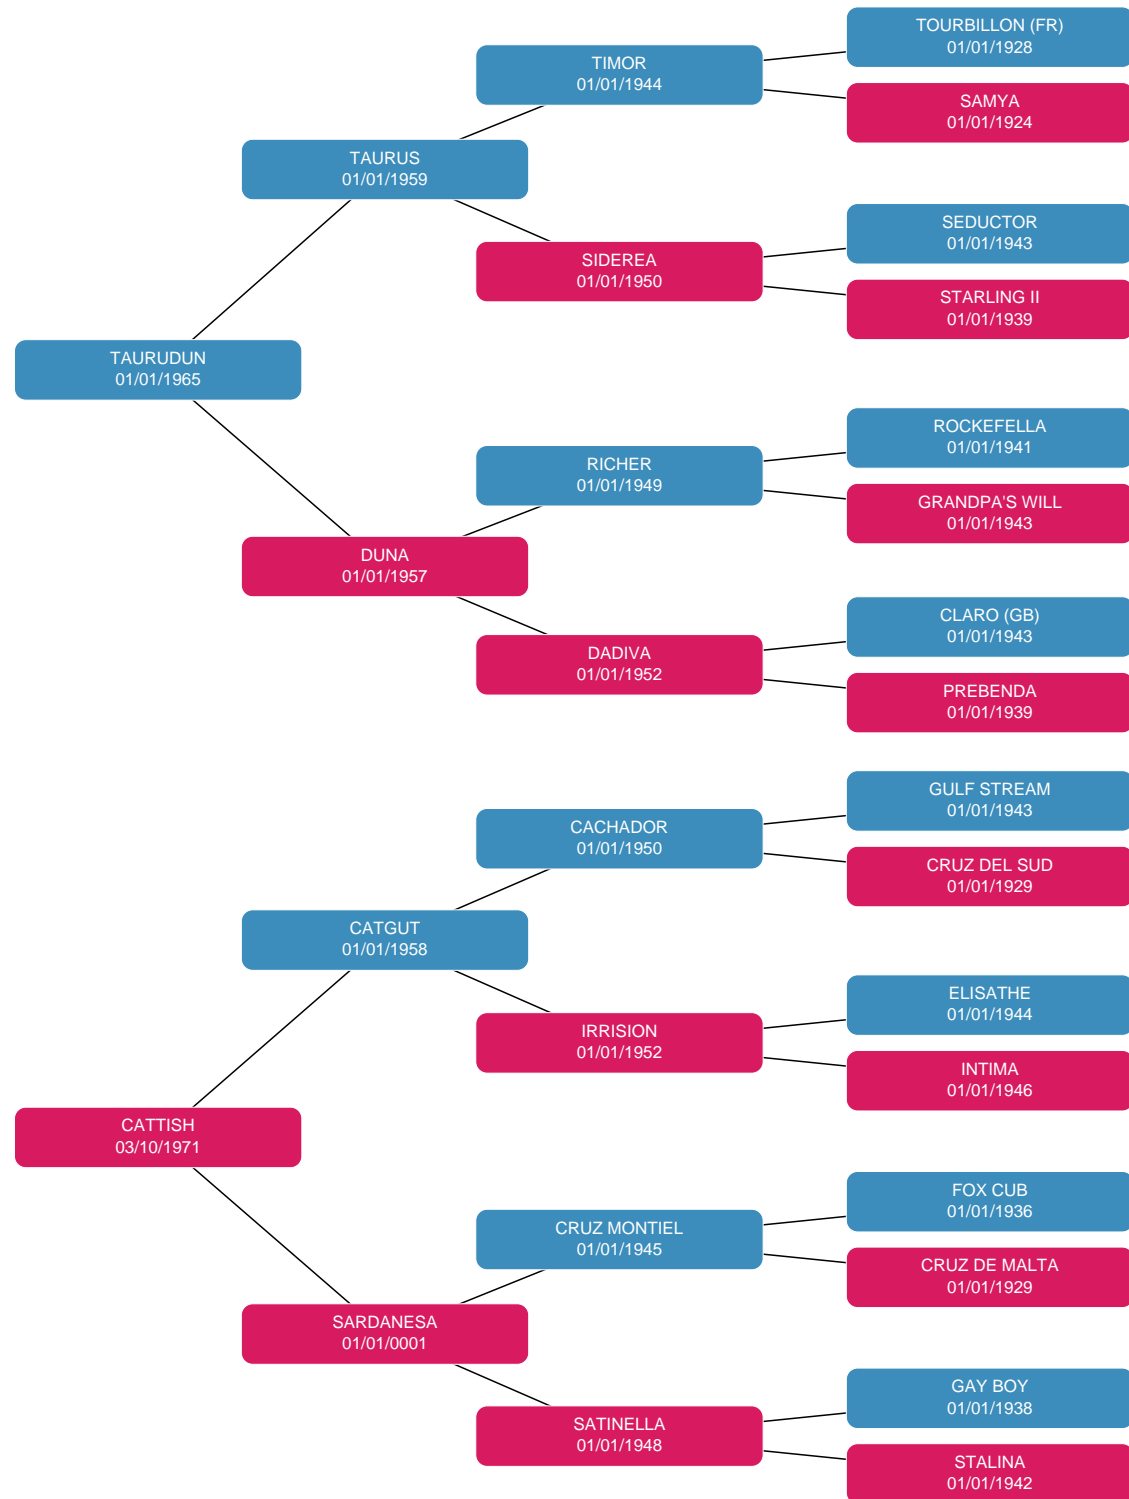 TOURBILLON (FR)
01/01/1928
TIMOR
01/01/1944
SAMYA
01/01/1924
TAURUS
01/01/1959
SEDUCTOR
01/01/1943
SIDEREA
01/01/1950
STARLING II
01/01/1939
TAURUDUN
01/01/1965
ROCKEFELLA
01/01/1941
RICHER
01/01/1949
GRANDPA'S WILL
01/01/1943
DUNA
01/01/1957
CLARO (GB)
01/01/1943
DADIVA
01/01/1952
PREBENDA
01/01/1939
GULF STREAM
01/01/1943
CACHADOR
01/01/1950
CRUZ DEL SUD
01/01/1929
CATGUT
01/01/1958
ELISATHE
01/01/1944
IRRISION
01/01/1952
INTIMA
01/01/1946
CATTISH
03/10/1971
FOX CUB
01/01/1936
CRUZ MONTIEL
01/01/1945
CRUZ DE MALTA
01/01/1929
SARDANESA
01/01/0001
GAY BOY
01/01/1938
SATINELLA
01/01/1948
STALINA
01/01/1942